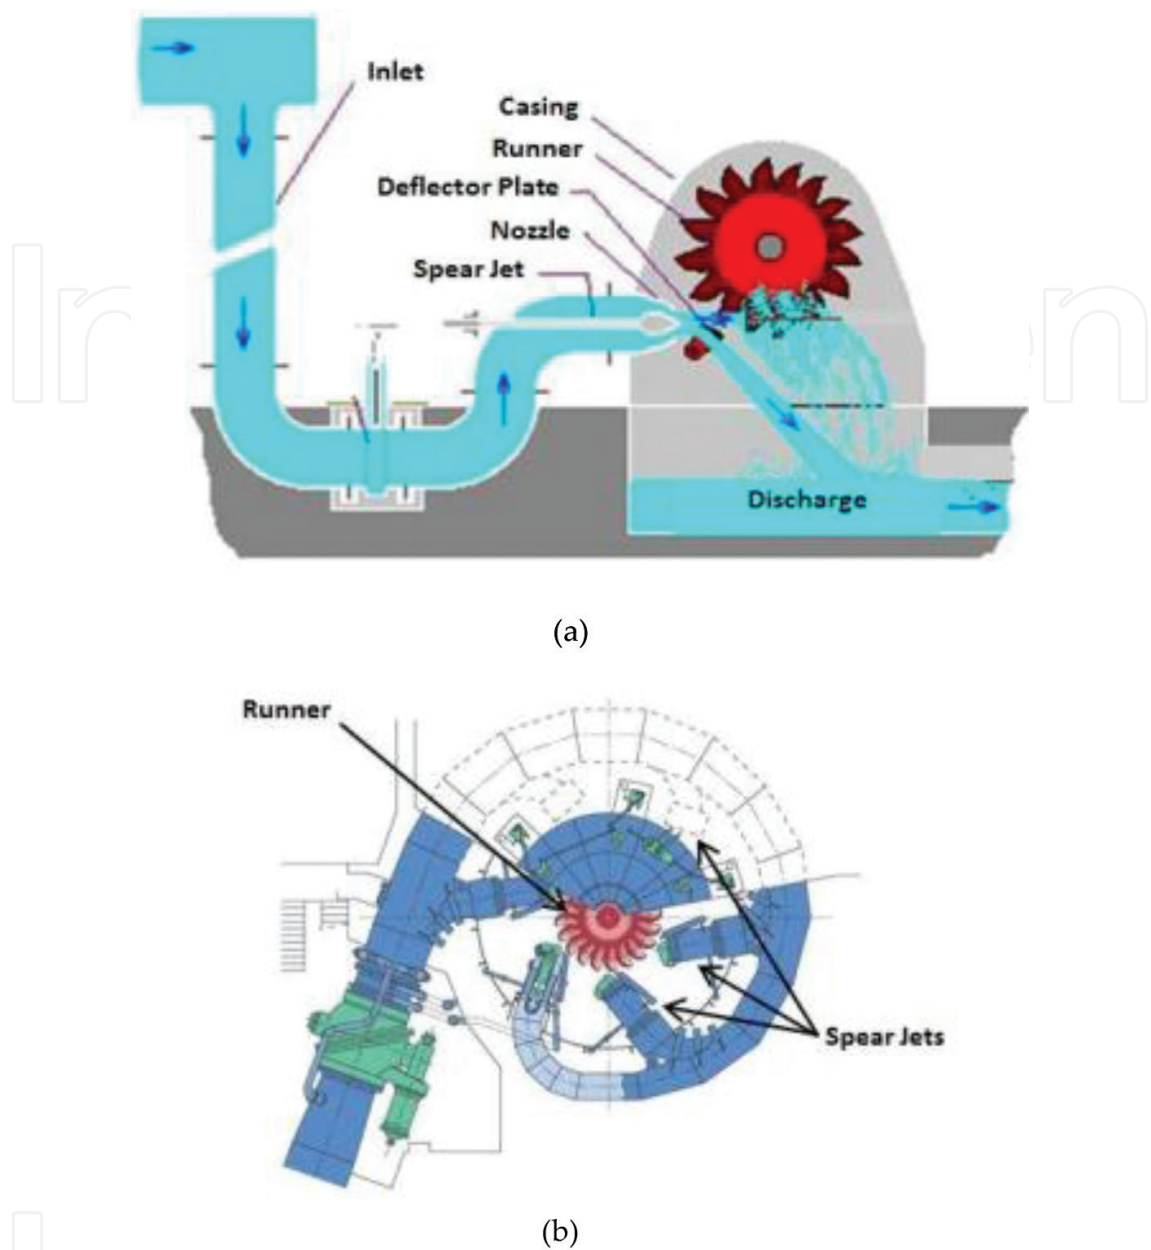 Inlet
Casing
Runner
Deflector Plate
Nozzle
Spear Jet
Discharge
(a)
Runner
Spear Jets
(b)